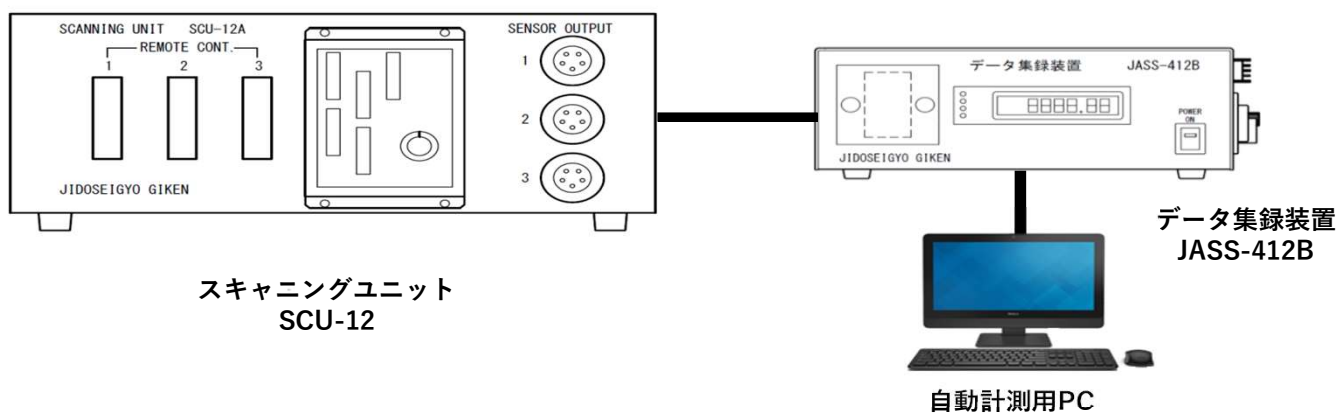 SCANNING UNIT SCU-12A
REMOTE CONT.
1 2 3
JIDOSEIGYO GIKEN
SENSOR OUTPUT
1
2
3
スキャニングユニット
SCU-12
データ集録装置 JASS-412B
8888.88
POWER
ON
JIDOSEIGYO GIKEN
データ集録装置
JASS-412B
自動計測用PC